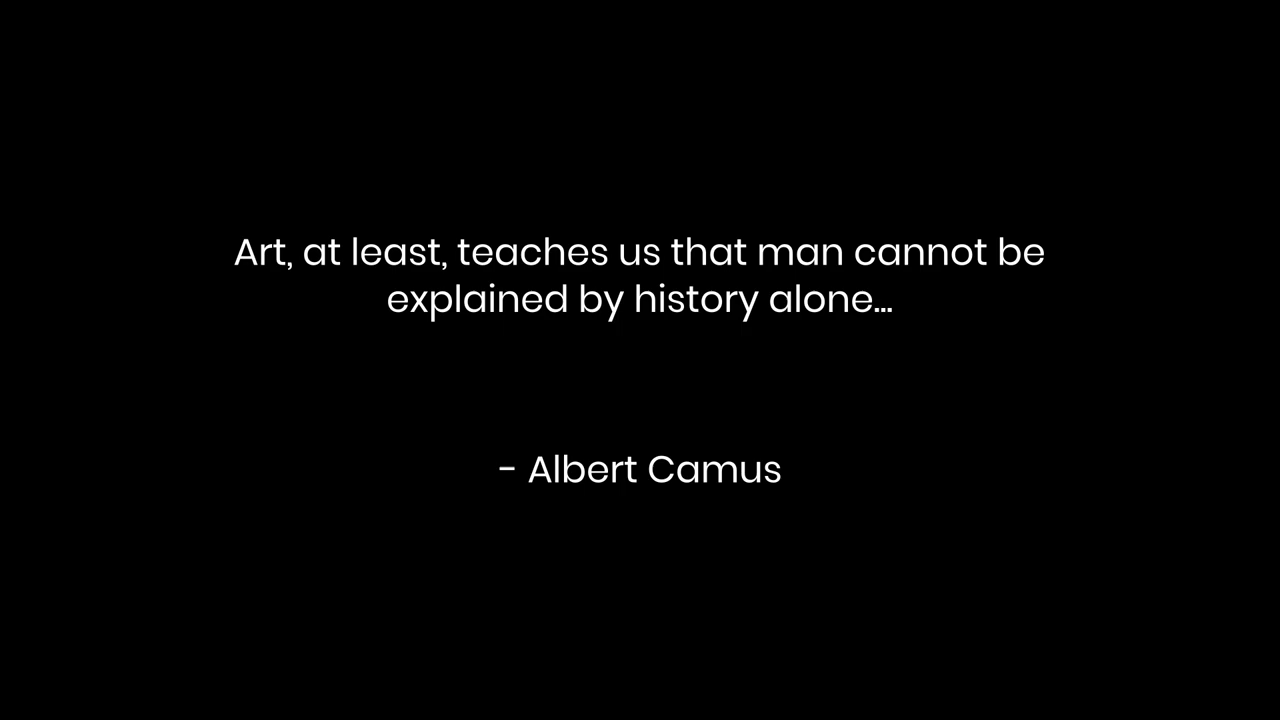 Art, at least, teaches us that man cannot be
explained by history alone...
- Albert Camus